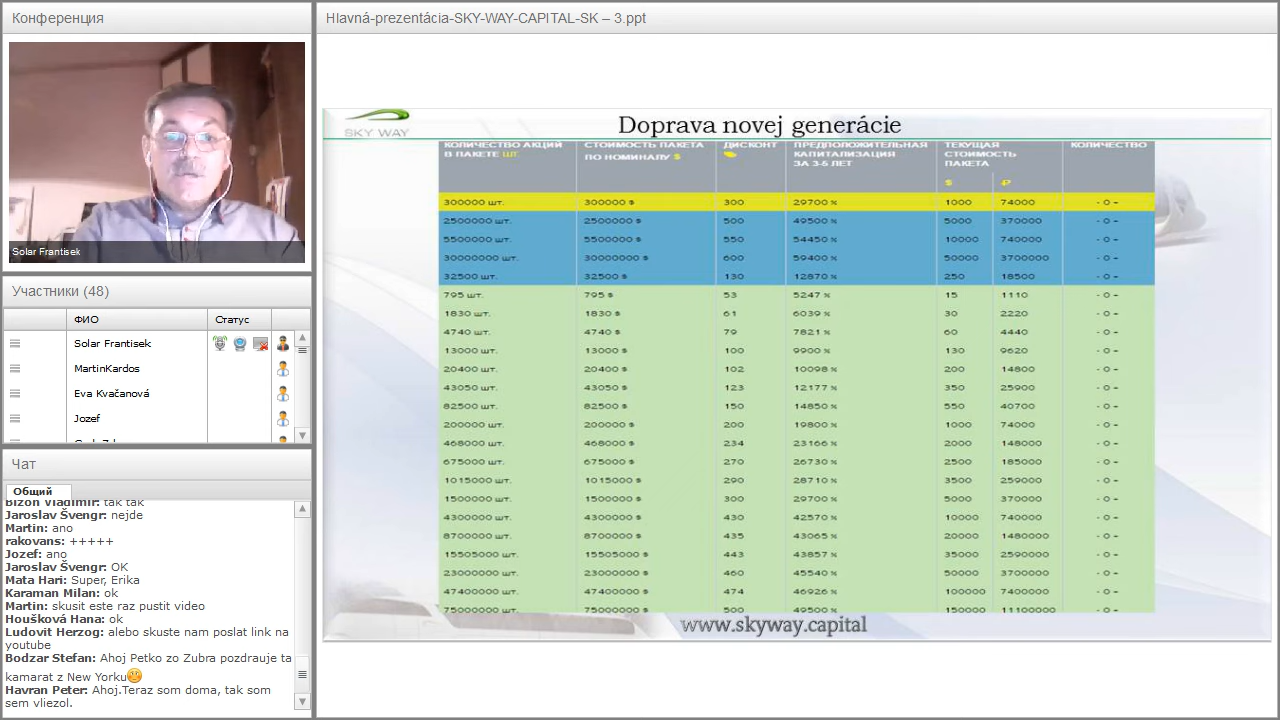 Конференция
Solar Frantisek
Участники (48)
ФИО
Статус
Solar Frantisek
MartinKardos
Eva Kvačanová
Jozef
Чат
Общий
Bizon Vladimir: tak tak
Jaroslav Švengr: nejde
Martin: ano
rakovans: +++++
Jozef: ano
Jaroslav Švengr: OK
Mata Hari: Super, Erika
Karaman Milan: ok
Martin: skusit este raz pustit video
Houšková Hana: ok
Ludovit Herzog: alebo skuste nam poslat link na
youtube
Bodzar Stefan: Ahoj Petko zo Zubra pozdravuje ta
kamarat z New Yorku
Havran Peter: Ahoj.Teraz som doma, tak som
sem vliezol.
Hlavná-prezentácia-SKY-WAY-CAPITAL-SK – 3.ppt
SKY WAY
Doprava novej generácie
КОЛИЧЕСТВО АКЦИЙ СТОИМОСТЬ ПАКЕТА ДИСКОНТ ПРЕДПОЛОЖИТЕЛЬНАЯ ТЕКУЩАЯ КОЛИЧЕСТВО
В ПАКЕТЕ ШТ. ПО НОМИНАЛУ $ КАПИТАЛИЗАЦИЯ СТОИМОСТЬ
ЗА 3-5 ЛЕТ ПАКЕТА
$ ₽
300000 шт. 300000 $ 300 29700 % 1000 74000 - 0 +
2500000 шт. 2500000 $ 500 49500 % 5000 370000 - 0 +
5500000 шт. 5500000 $ 550 54450 % 10000 740000 - 0 +
30000000 шт. 30000000 $ 600 59400 % 50000 3700000 - 0 +
32500 шт. 32500 $ 130 12870 % 250 18500 - 0 +
795 шт. 795 $ 53 5247 % 15 1110 - 0 +
1830 шт. 1830 $ 61 6039 % 30 2220 - 0 +
4740 шт. 4740 $ 79 7821 % 60 4440 - 0 +
13000 шт. 13000 $ 100 9900 % 130 9620 - 0 +
20400 шт. 20400 $ 102 10098 % 200 14800 - 0 +
43050 шт. 43050 $ 123 12177 % 350 25900 - 0 +
82500 шт. 82500 $ 150 14850 % 550 40700 - 0 +
200000 шт. 200000 $ 200 19800 % 1000 74000 - 0 +
468000 шт. 468000 $ 234 23166 % 2000 148000 - 0 +
675000 шт. 675000 $ 270 26730 % 2500 185000 - 0 +
1015000 шт. 1015000 $ 290 28710 % 3500 259000 - 0 +
1500000 шт. 1500000 $ 300 29700 % 5000 370000 - 0 +
4300000 шт. 4300000 $ 430 42570 % 10000 740000 - 0 +
8700000 шт. 8700000 $ 435 43065 % 20000 1480000 - 0 +
15505000 шт. 15505000 $ 443 43857 % 35000 2590000 - 0 +
23000000 шт. 23000000 $ 460 45540 % 50000 3700000 - 0 +
47400000 шт. 47400000 $ 474 46926 % 100000 7400000 - 0 +
75000000 шт. 75000000 $ 500 49500 % 150000 11100000 - 0 +
www.skyway.capital